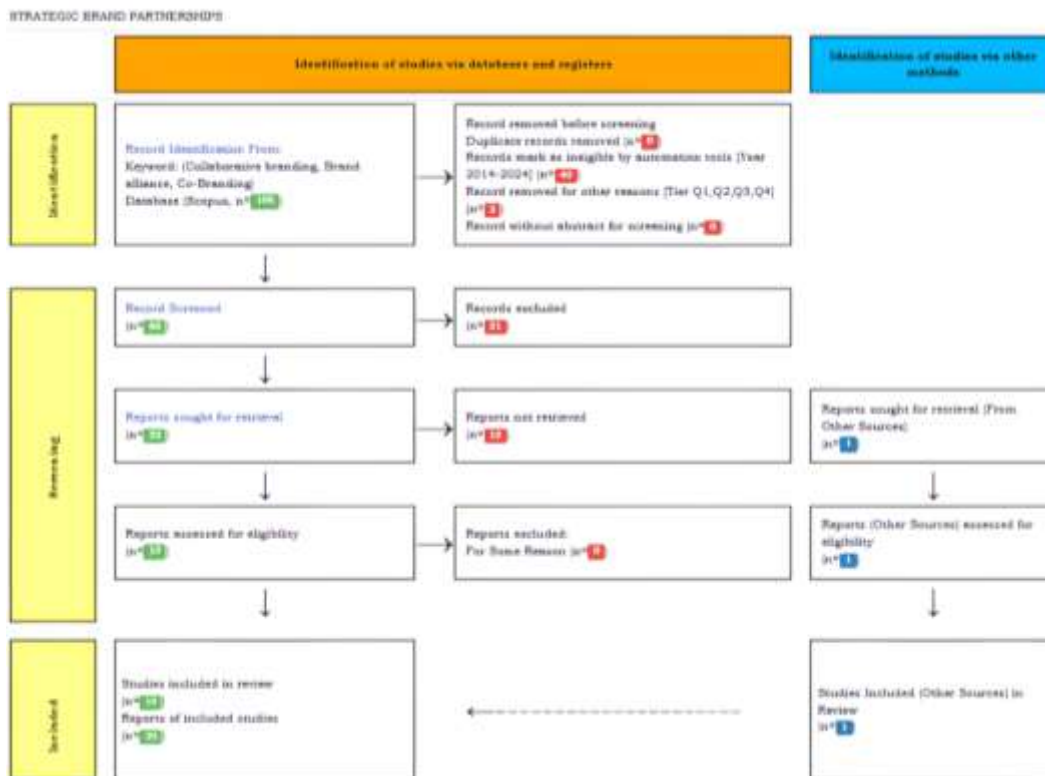 STRATEGIC BRAND PARTNERSHIPS
Identification of studies via databases and registers
Identification of studies via other
methods
Identification
Record Identification From:
Keyword: (Collaborative branding, Brand
alliance, Co-Branding)
Database (Scopus, n=
Record removed before screening
Duplicate records removed (n=
Records mark as by automation tools (Year
2014-2024) (n=
Record removed for other reasons (Tier Q1,Q2,Q3,Q4)
(n=
Record without abstract for screening (n=
Screening
Record Screened
(n=
Records excluded
(n=
Reports sought for retrieval
(n=
Reports not retrieved
(n=
Reports sought for retrieval (From
Other Sources)
(n= 1)
Reports assessed for eligibility
(n=
Reports excluded:
For Some Reason (n=
Reports (Other Sources) assessed for
eligibility
(n= 1)
Included
Studies included in review
(n=
Reports of included studies
(n=
Studies Included (Other Sources) in
Review
(n= 1)